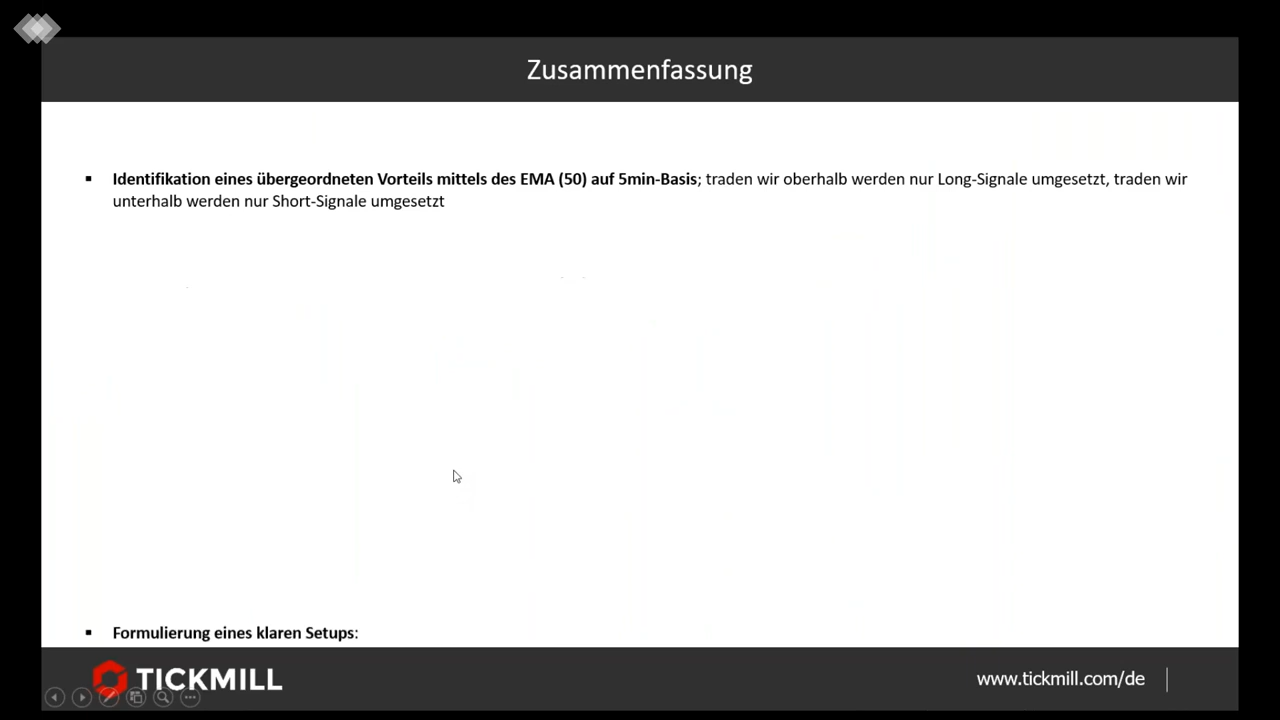 Zusammenfassung
▪ Identifikation eines übergeordneten Vorteils mittels des EMA (50) auf 5min-Basis; traden wir oberhalb werden nur Long-Signale umgesetzt, traden wir
unterhalb werden nur Short-Signale umgesetzt
▪ Formulierung eines klaren Setups:
TICKMILL
www.tickmill.com/de